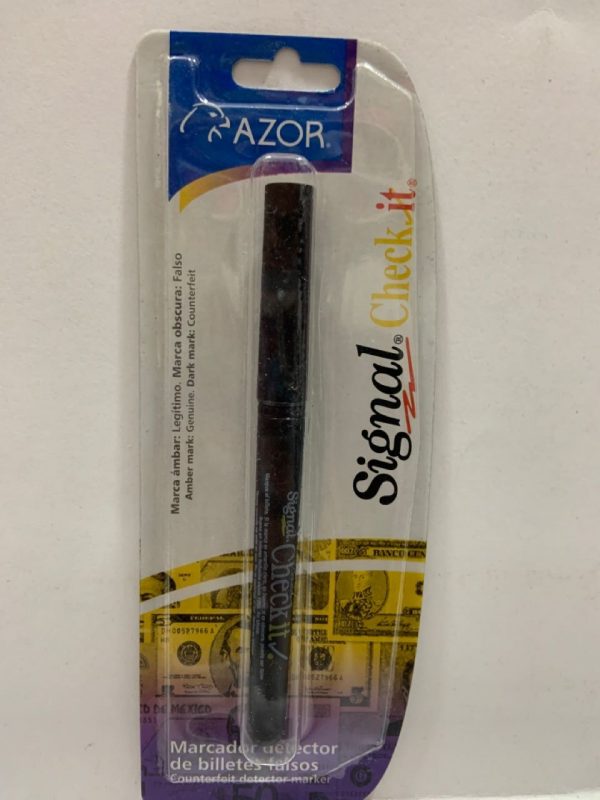 AZOR®
Signal® Check it®
Marca ámbar: Legítimo. Marca obscura: Falso
Amber mark: Genuine. Dark mark: Counterfeit
Signal Check it
BANCO
DH00597966A
DE MEXICO
Marcador detector
de billetes falsos
Counterfeit detector marker